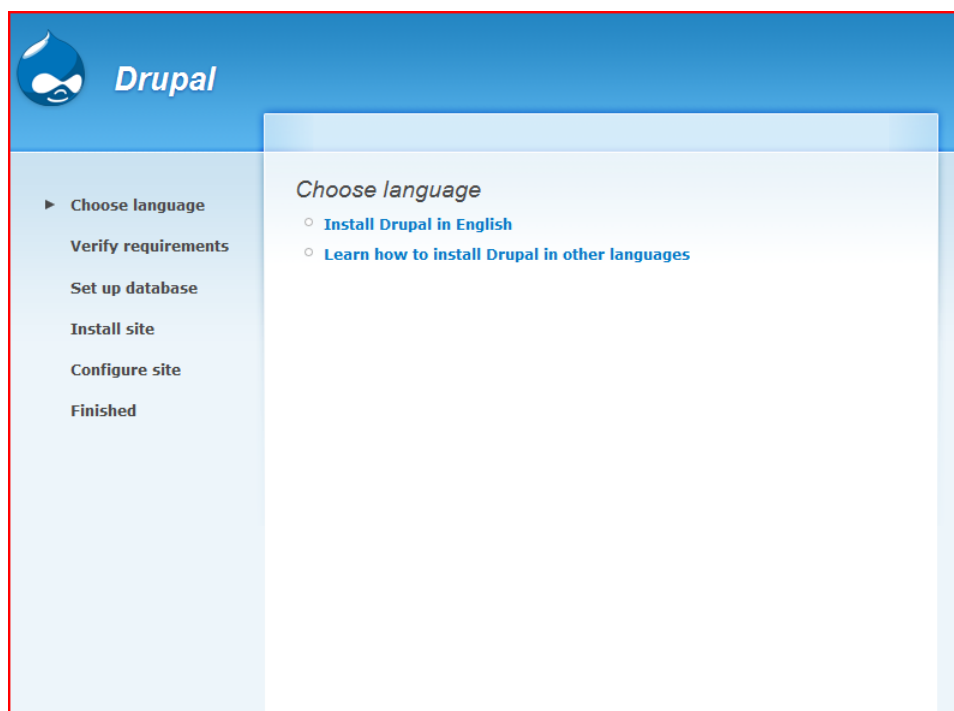 Drupal
Choose language
Verify requirements
Set up database
Install site
Configure site
Finished
Choose language
Install Drupal in English
Learn how to install Drupal in other languages